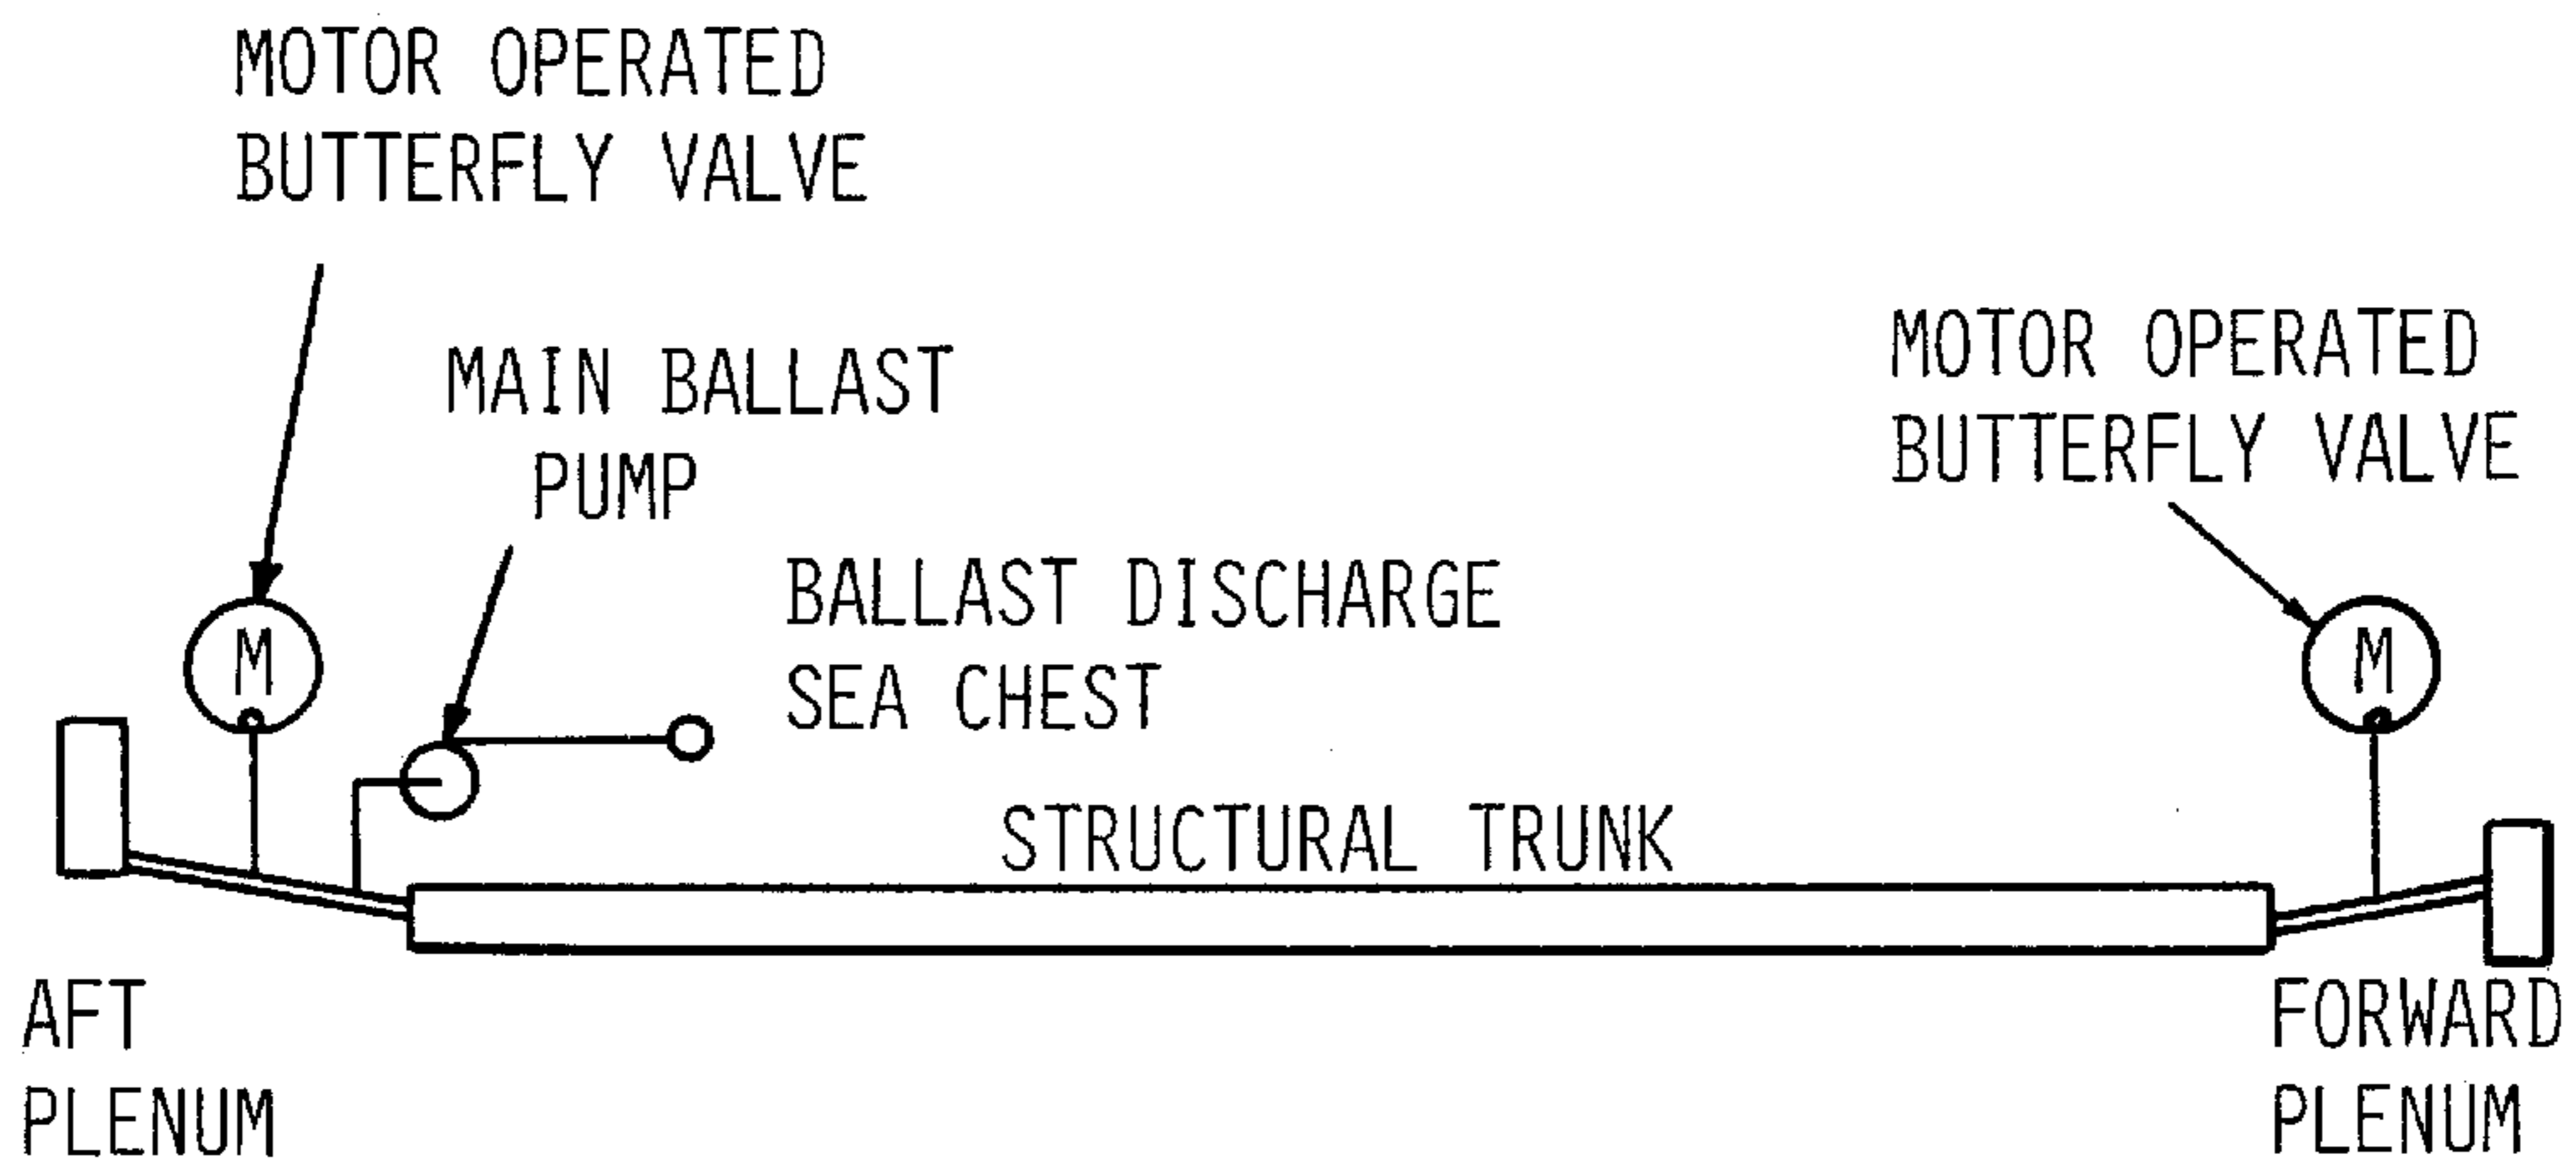 MOTOR OPERATED
BUTTERFLY VALVE
MAIN BALLAST
PUMP
MOTOR OPERATED
BUTTERFLY VALVE
BALLAST DISCHARGE
SEA CHEST
M
M
STRUCTURAL TRUNK
AFT
PLENUM
FORWARD
PLENUM